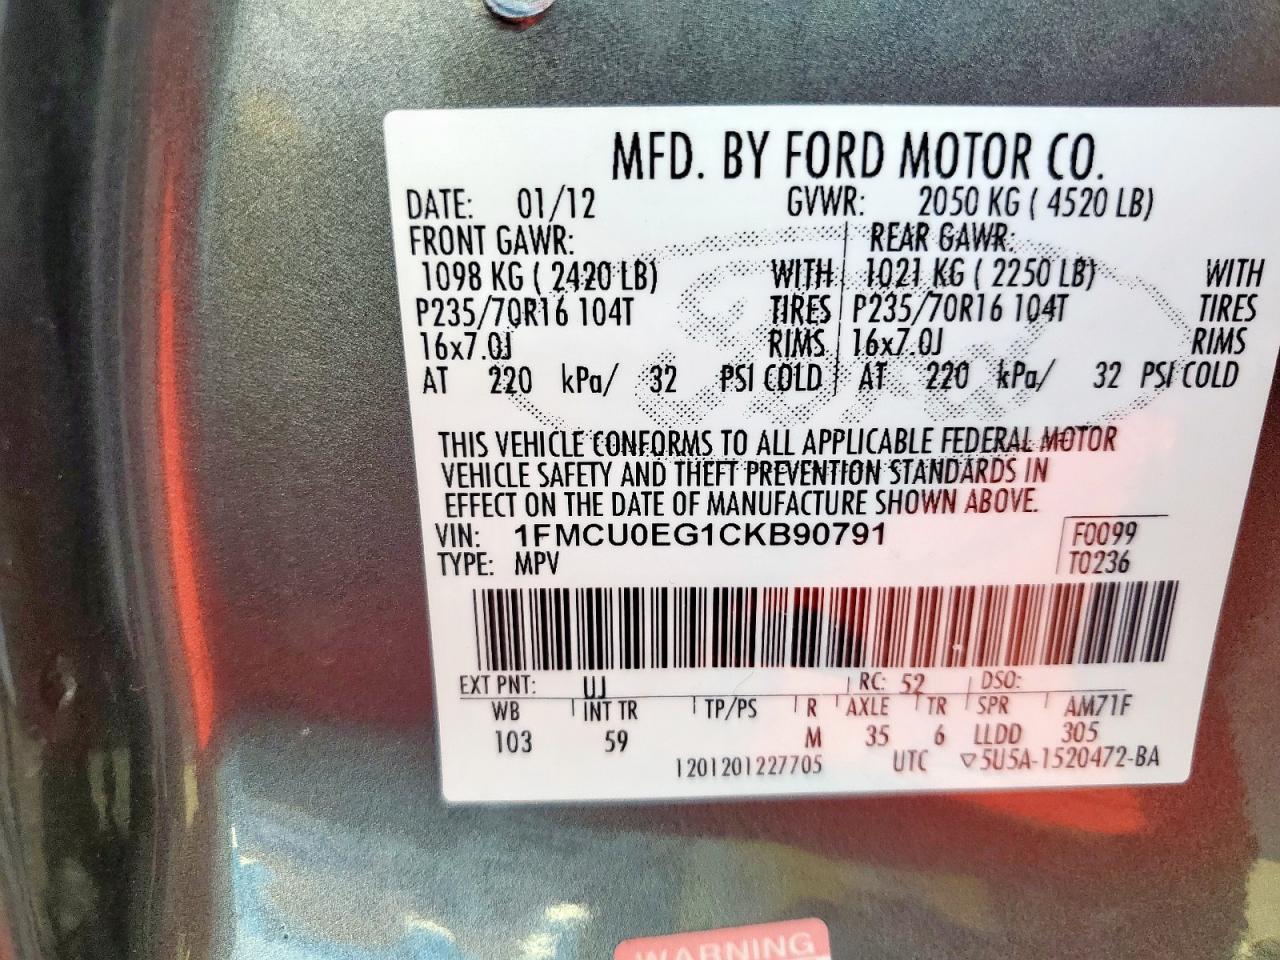 MFD. BY FORD MOTOR CO.
DATE: 01/12 GVWR: 2050 KG ( 4520 LB)
FRONT GAWR: REAR GAWR:
1098 KG ( 2420 LB) WITH 1021 KG ( 2250 LB) WITH
P235/70R16 104T TIRES P235/70R16 104T TIRES
16x7.0J RIMS 16x7.0J RIMS
AT 220 kPa/ 32 PSI COLD AT 220 kPa/ 32 PSI COLD
THIS VEHICLE CONFORMS TO ALL APPLICABLE FEDERAL MOTOR
VEHICLE SAFETY AND THEFT PREVENTION STANDARDS IN
EFFECT ON THE DATE OF MANUFACTURE SHOWN ABOVE.
VIN: 1FMCU0EG1CKB90791 F0099
TYPE: MPV T0236
EXT PNT: UJ RC: 52 DSO:
WB INT TR TP/PS R AXLE TR SPR AM71F
103 59 M 35 6 LLDD 305
1201201227705 UTC ▽5U5A-1520472-BA
WARNING